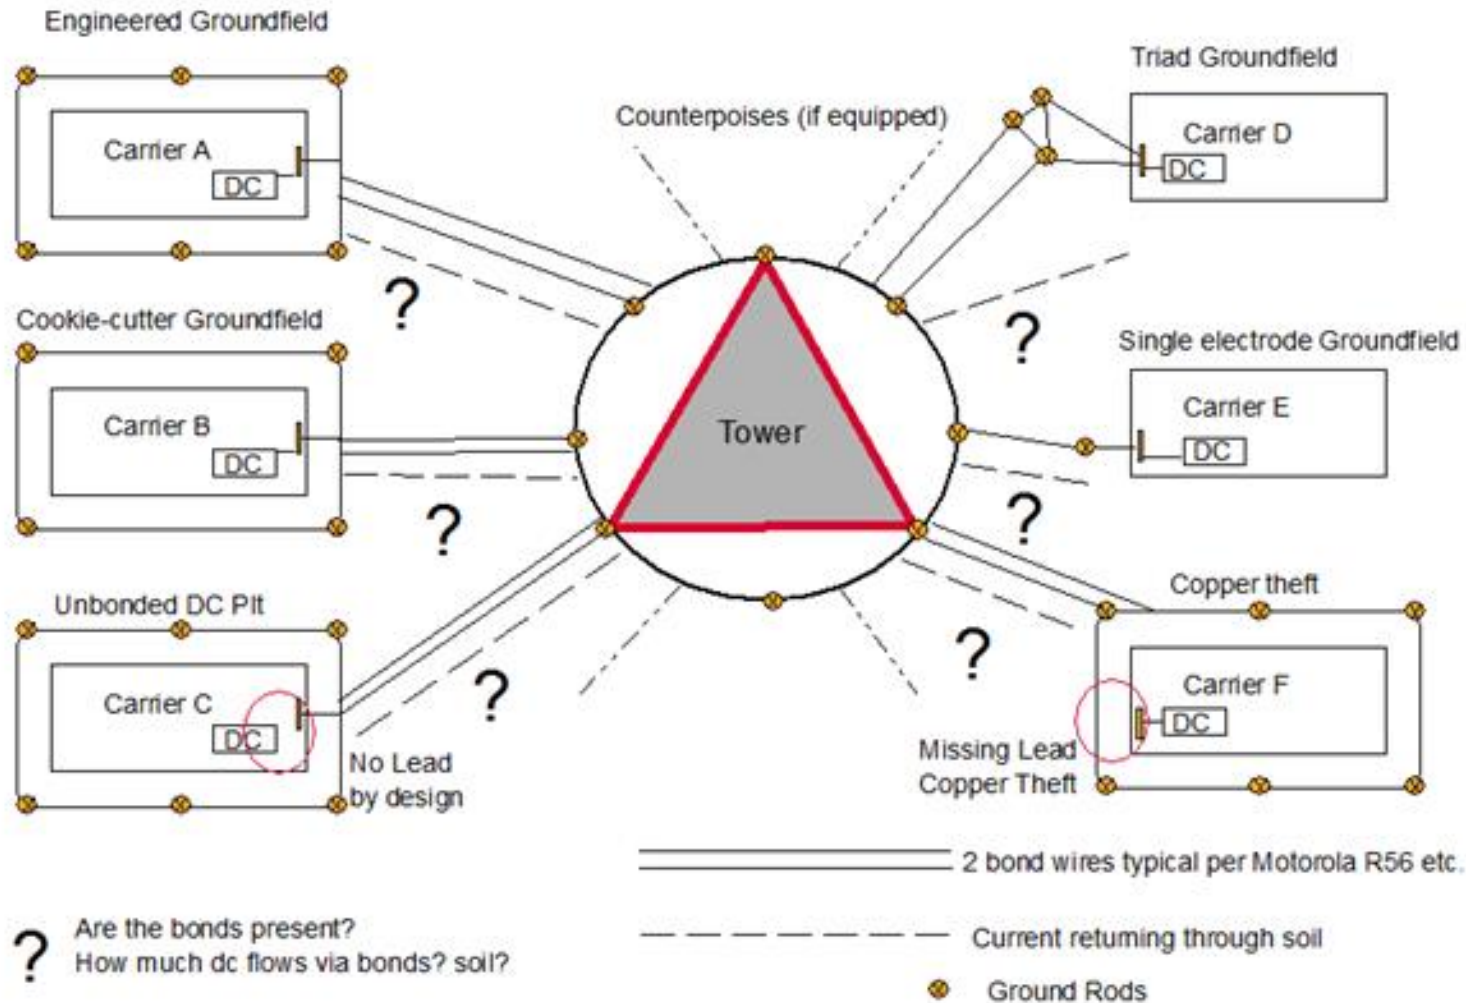 Engineered Groundfield
Carrier A
DC
Counterpoises (if equipped)
Triad Groundfield
Carrier D
DC
?
Cookie-cutter Groundfield
Carrier B
DC
?
Tower
?
Single electrode Groundfield
Carrier E
DC
?
Unbonded DC Plt
Carrier C
DC
?
No Lead
by design
?
Copper theft
Carrier F
DC
Missing Lead
Copper Theft
2 bond wires typical per Motorola R56 etc.
?
Are the bonds present?
How much dc flows via bonds? soil?
Current returning through soil
Ground Rods